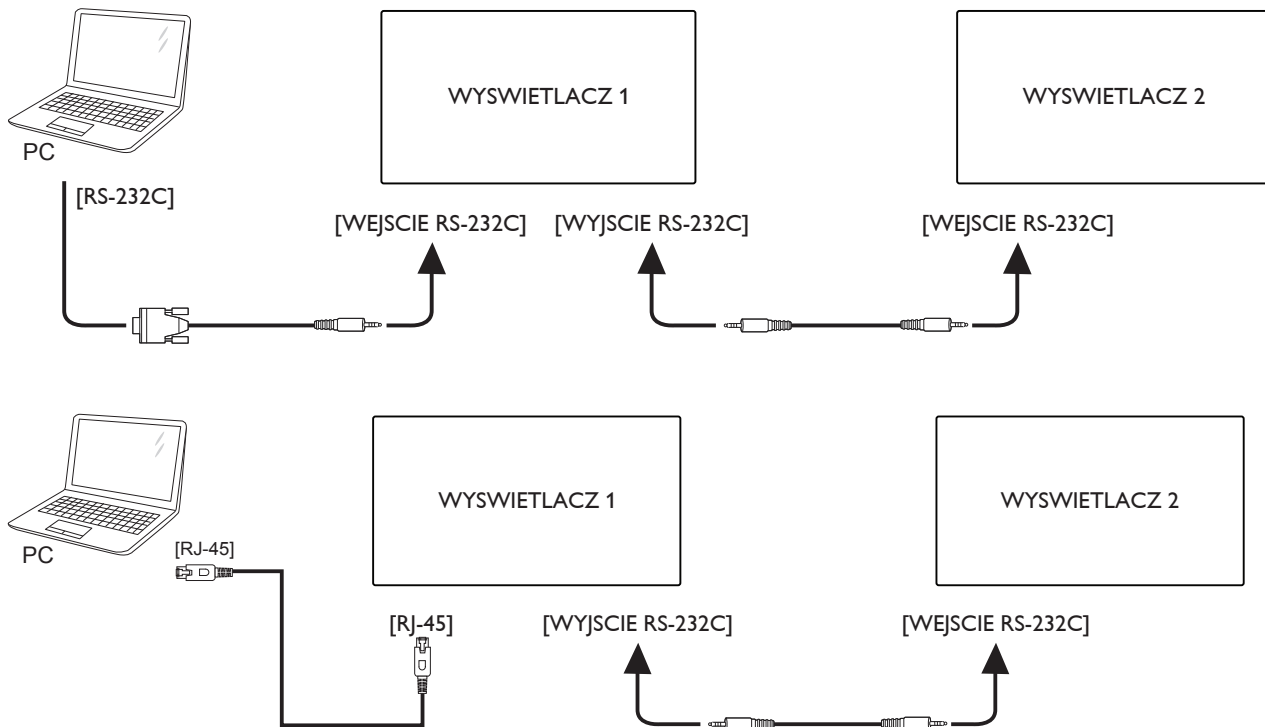 WYSWIETLACZ 1
WYSWIETLACZ 2
PC
[RS-232C]
[WEJSCIE RS-232C]
[WYJSCIE RS-232C]
[WEJSCIE RS-232C]
WYSWIETLACZ 1
WYSWIETLACZ 2
PC
[RJ-45]
[RJ-45]
[WYJSCIE RS-232C]
[WEJSCIE RS-232C]